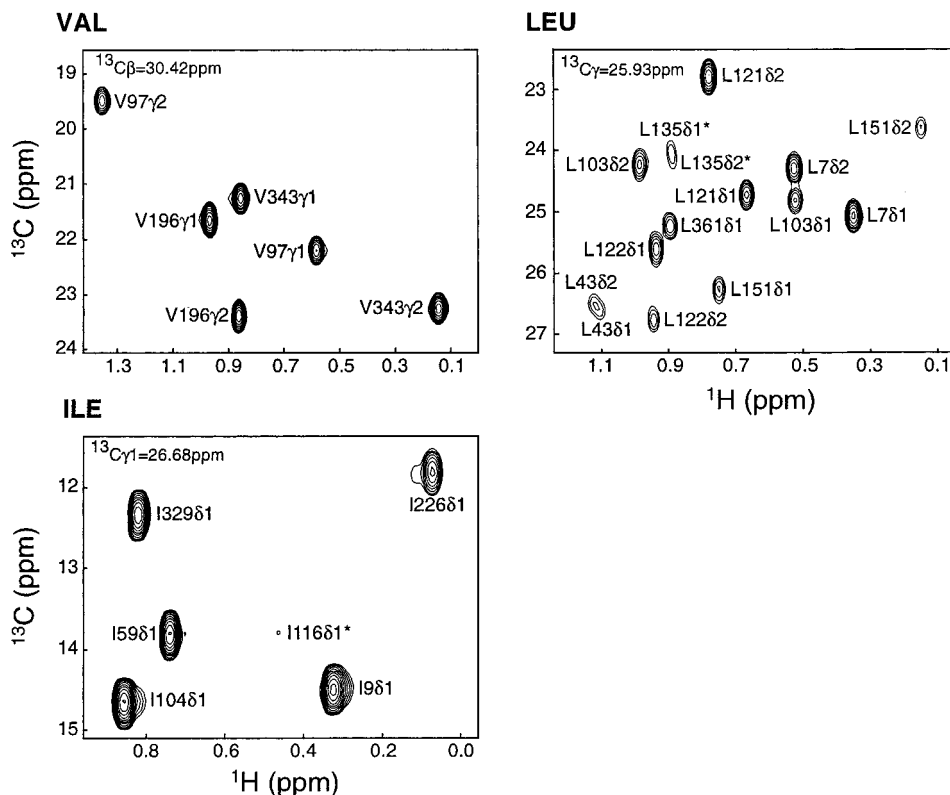 VAL
¹³Cβ=30.42ppm
V97γ2
V343γ1
V196γ1
V97γ1
V196γ2
V343γ2
19
20
21
22
23
24
¹³C (ppm)
1.3 1.1 0.9 0.7 0.5 0.3 0.1
LEU
¹³Cγ=25.93ppm
L121δ2
L151δ2
L135δ1*
L103δ2
L135δ2*
L7δ2
L121δ1
L103δ1
L7δ1
L361δ1
L122δ1
L43δ2
L151δ1
L43δ1
L122δ2
23
24
25
26
27
1.1 0.9 0.7 0.5 0.3 0.1
¹H (ppm)
ILE
¹³Cγ1=26.68ppm
I226δ1
I329δ1
I59δ1
I116δ1*
I104δ1
I9δ1
12
13
14
15
¹³C (ppm)
0.8 0.6 0.4 0.2 0.0
¹H (ppm)